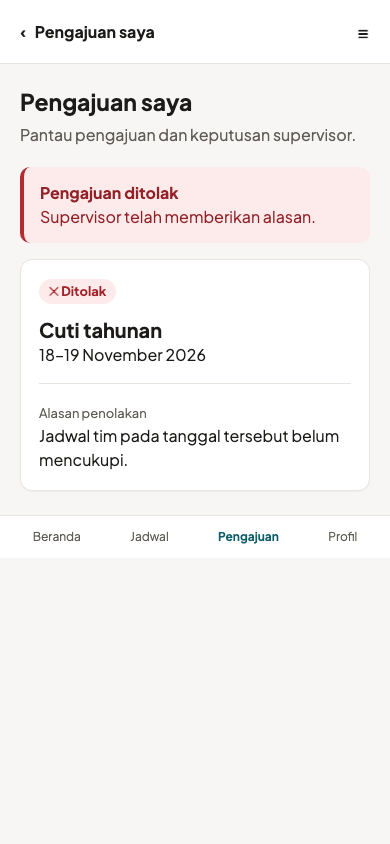 ‹ Pengajuan saya ≡
Pengajuan saya
Pantau pengajuan dan keputusan supervisor.
Pengajuan ditolak
Supervisor telah memberikan alasan.
× Ditolak
Cuti tahunan
18–19 November 2026
Alasan penolakan
Jadwal tim pada tanggal tersebut belum
mencukupi.
Beranda Jadwal Pengajuan Profil